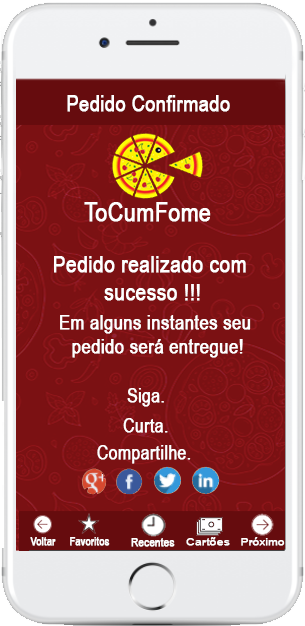 Pedido Confirmado
ToCumFome
Pedido realizado com
sucesso !!!
Em alguns instantes seu
pedido será entregue!
Siga.
Curta.
Compartilhe.
g+ f in
Voltar Favoritos Recentes Cartões Próximo